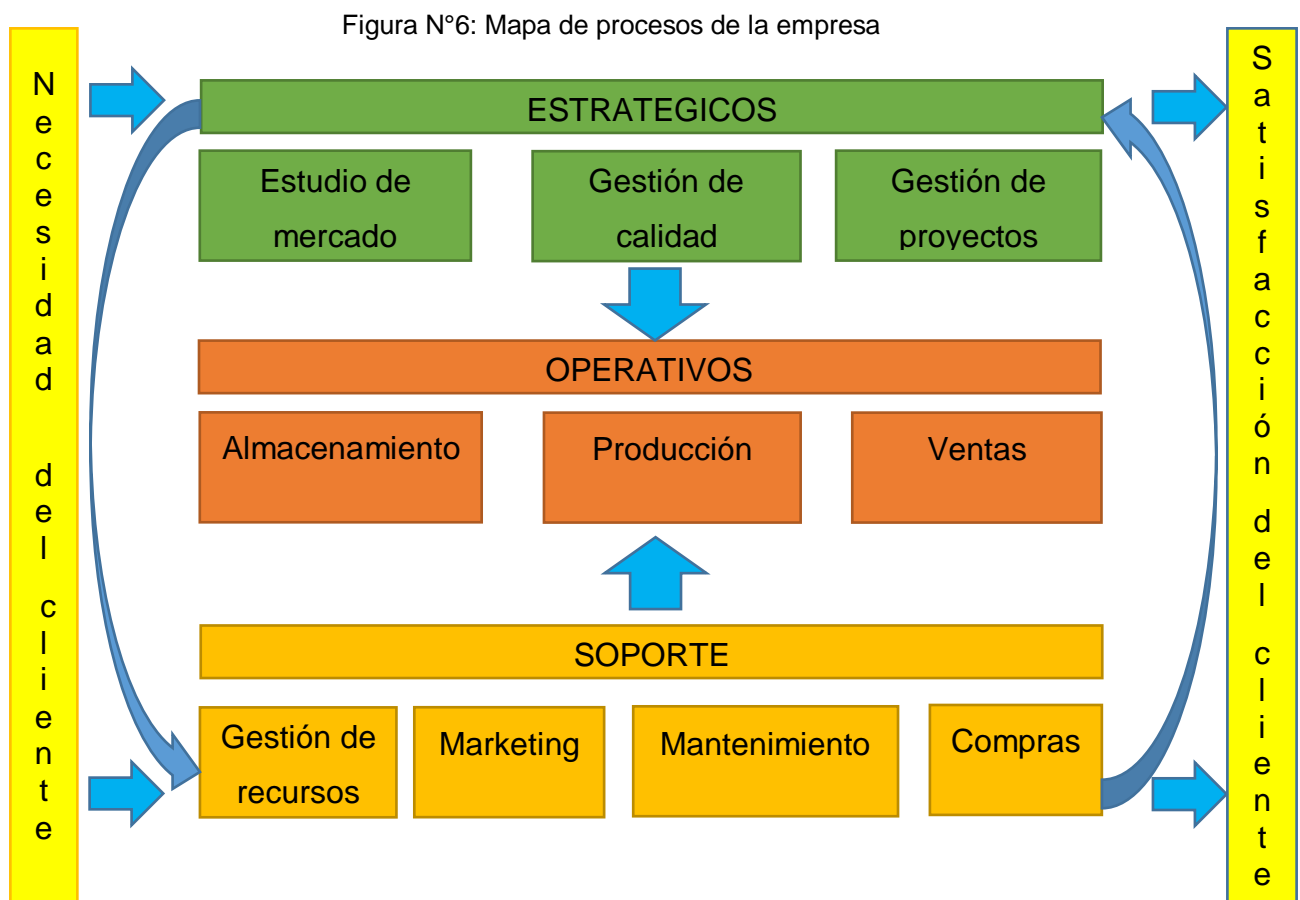 Figura N°6: Mapa de procesos de la empresa
Necesidad del cliente
ESTRATEGICOS
Estudio de
mercado
Gestión de
calidad
Gestión de
proyectos
OPERATIVOS
Almacenamiento
Producción
Ventas
SOPORTE
Gestión de
recursos
Marketing
Mantenimiento
Compras
Satisfacción del cliente